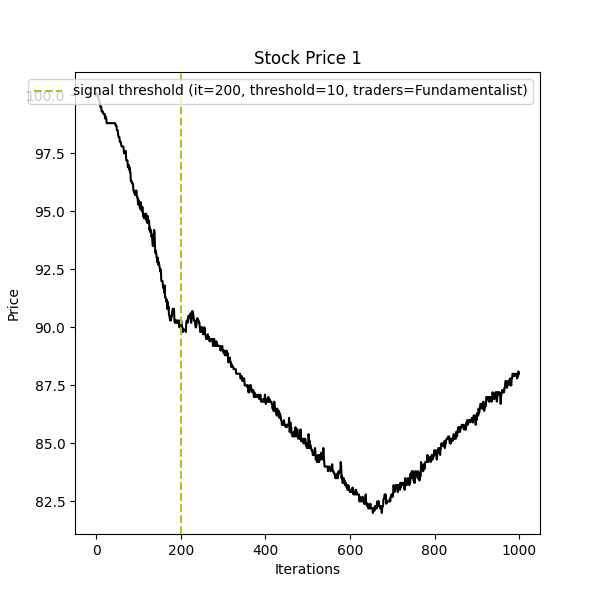 Stock Price 1
signal threshold (it=200, threshold=10, traders=Fundamentalist)
100.0
97.5
95.0
92.5
90.0
87.5
85.0
82.5
Price
0 200 400 600 800 1000
Iterations